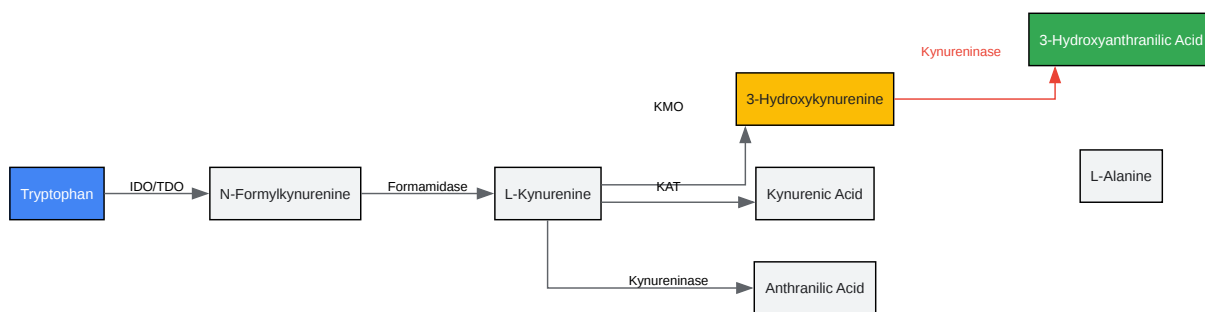 3-Hydroxyanthranilic Acid
Kynureninase
3-Hydroxykynurenine
KMO
Tryptophan
IDO/TDO
N-Formylkynurenine
Formamidase
L-Kynurenine
KAT
Kynurenic Acid
L-Alanine
Kynureninase
Anthranilic Acid